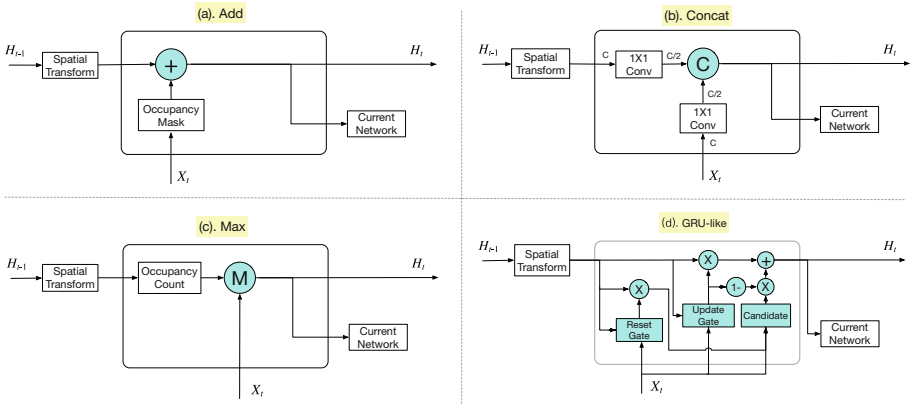 (a). Add
H_{t-1}
Spatial
Transform
+
H_t
Occupancy
Mask
Current
Network
X_t
(b). Concat
H_{t-1}
Spatial
Transform
C
1X1
Conv
C/2
C
H_t
C/2
1X1
Conv
C
Current
Network
X_t
(c). Max
H_{t-1}
Spatial
Transform
Occupancy
Count
M
H_t
Current
Network
X_t
(d). GRU-like
H_{t-1}
Spatial
Transform
X
+
H_t
X
1-
X
Reset
Gate
Update
Gate
Candidate
Current
Network
X_t